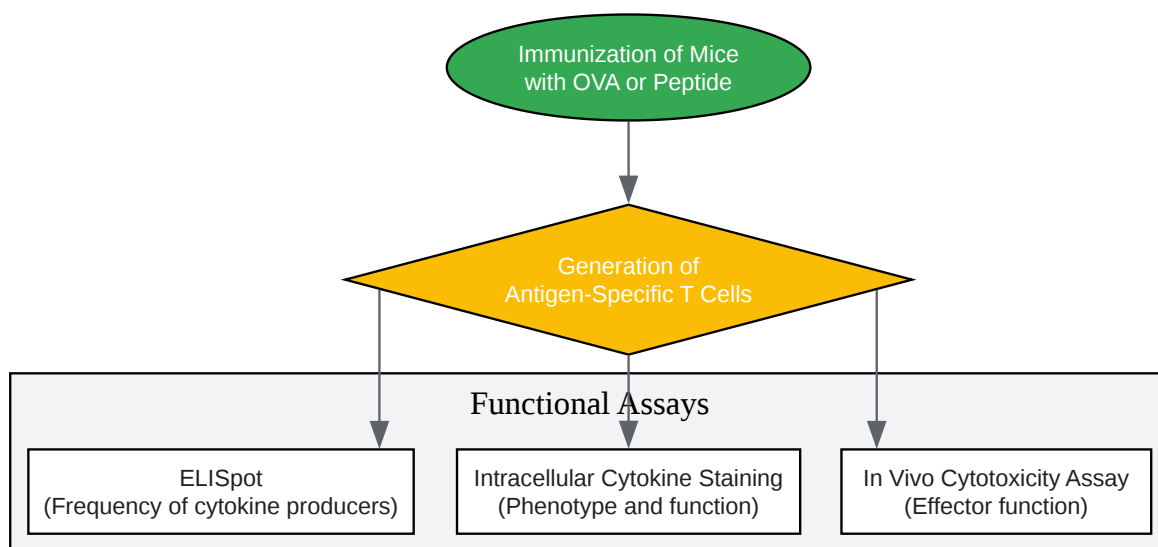 Immunization of Mice
with OVA or Peptide
Generation of
Antigen-Specific T Cells
Functional Assays
ELISpot
(Frequency of cytokine producers)
Intracellular Cytokine Staining
(Phenotype and function)
In Vivo Cytotoxicity Assay
(Effector function)